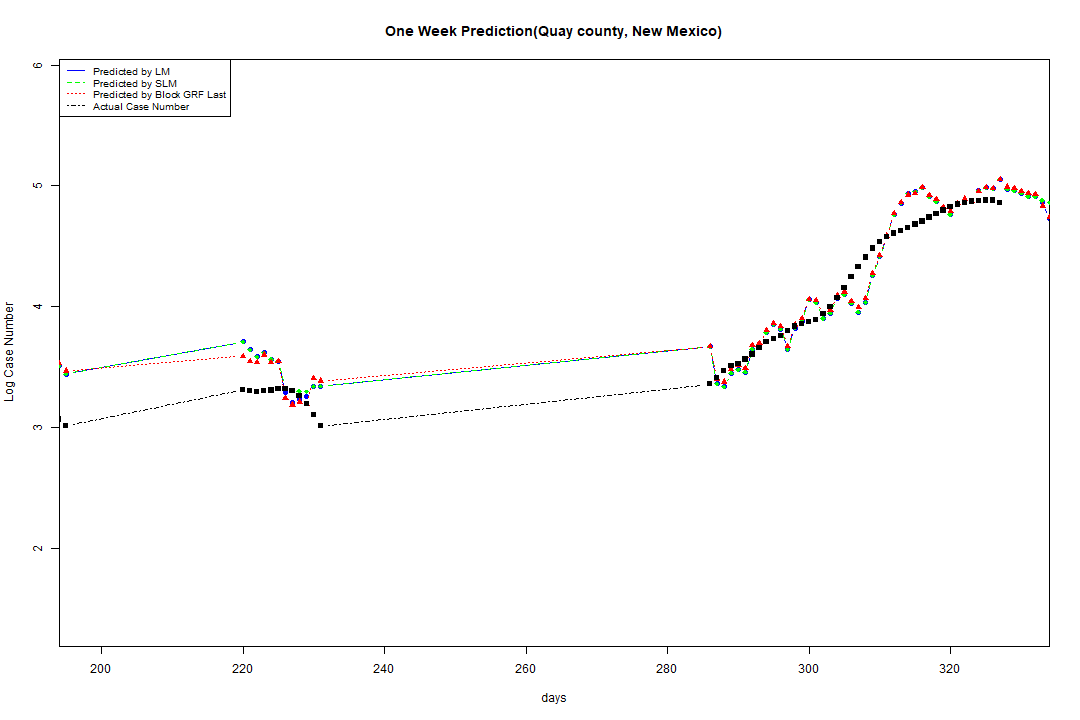 One Week Prediction(Quay county, New Mexico)
Predicted by LM
Predicted by SLM
Predicted by Block GRF Last
Actual Case Number
6
5
4
3
2
Log Case Number
200 220 240 260 280 300 320
days